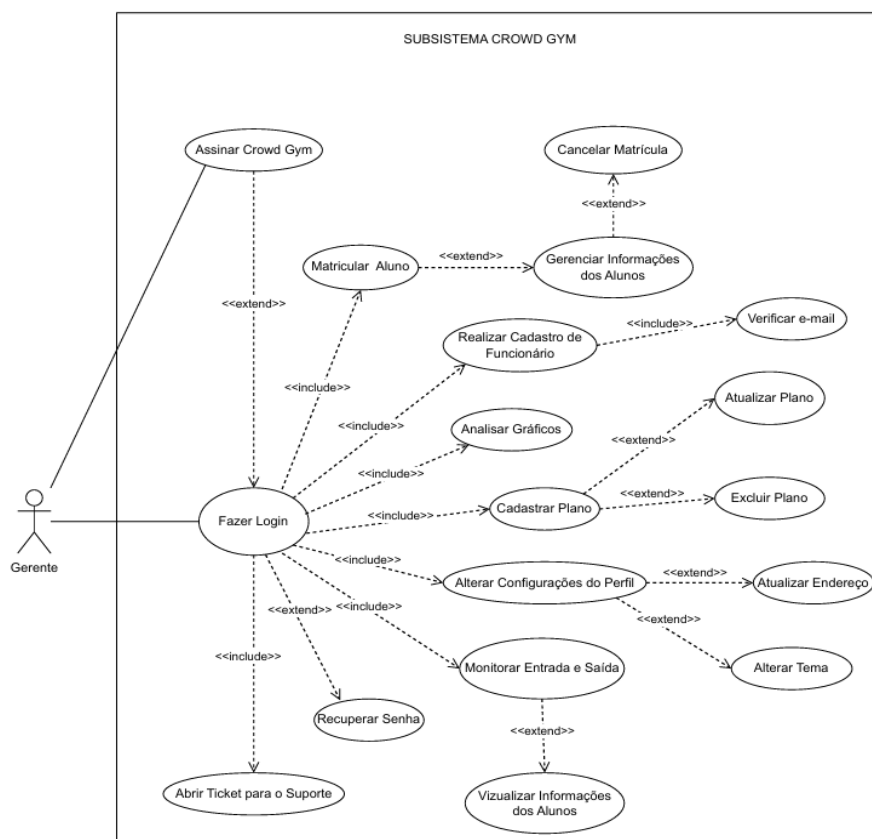 SUBSISTEMA CROWD GYM
Assinar Crowd Gym
Cancelar Matrícula
<<extend>>
Matricular Aluno
<<extend>>
Gerenciar Informações
dos Alunos
<<extend>>
Realizar Cadastro de
Funcionário
<<include>>
Verificar e-mail
<<include>>
<<include>>
Atualizar Plano
Analisar Gráficos
<<extend>>
<<include>>
Fazer Login
<<include>>
Cadastrar Plano
<<extend>>
Excluir Plano
Gerente
<<include>>
Alterar Configurações do Perfil
<<extend>>
Atualizar Endereço
<<extend>>
<<include>>
<<extend>>
<<include>>
Monitorar Entrada e Saída
Alterar Tema
Recuperar Senha
<<extend>>
Abrir Ticket para o Suporte
Vizualizar Informações
dos Alunos